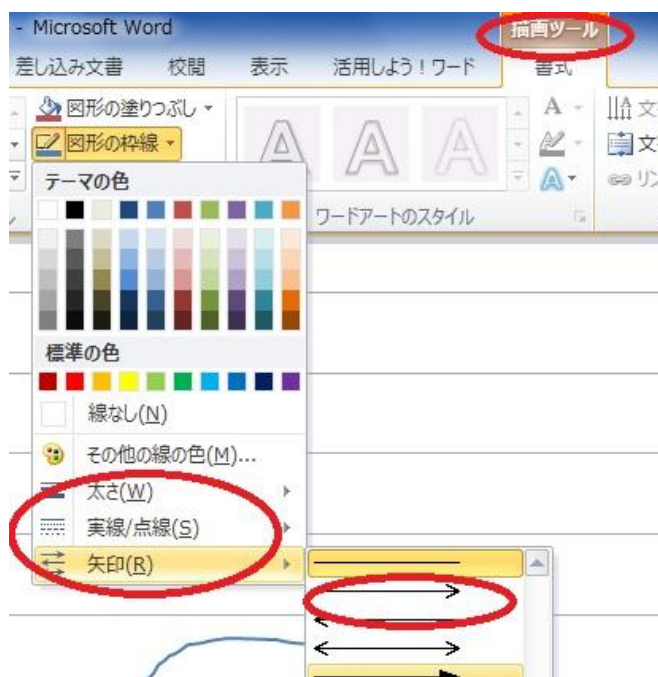 - Microsoft Word
描画ツール
差し込み文書 校閲 表示 活用しよう！ワード 書式
図形の塗りつぶし
図形の枠線
A A A
A
文
文
リン
A
ワードアートのスタイル
テーマの色
標準の色
線なし(N)
その他の線の色(M)...
太さ(W)
実線/点線(S)
矢印(R)